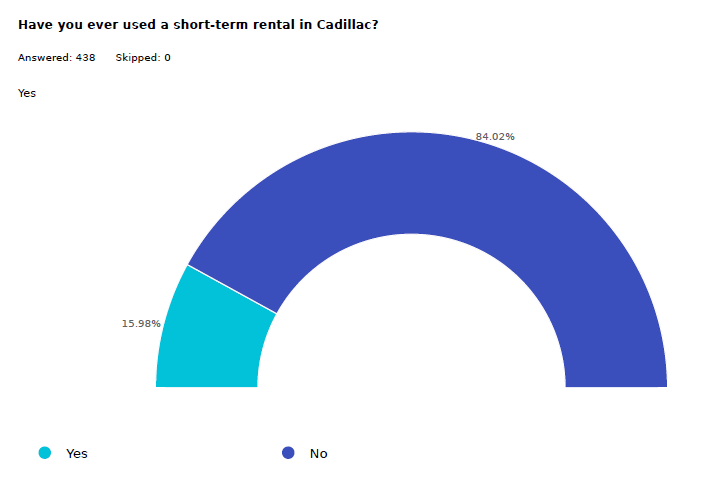 Have you ever used a short-term rental in Cadillac?
Answered: 438 Skipped: 0
Yes
84.02%
15.98%
Yes No